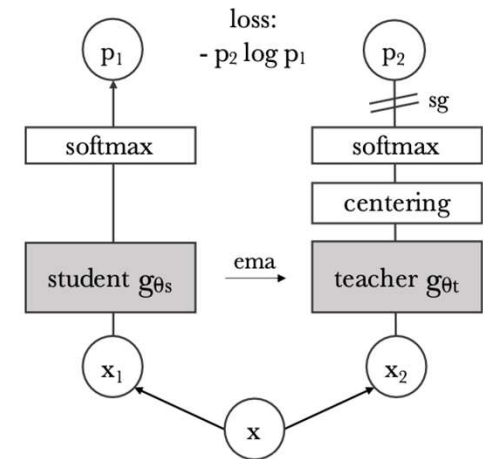 loss:
p₁
- p₂ log p₁
p₂
sg
softmax
softmax
centering
student gθs
ema
teacher gθt
x₁
x₂
x